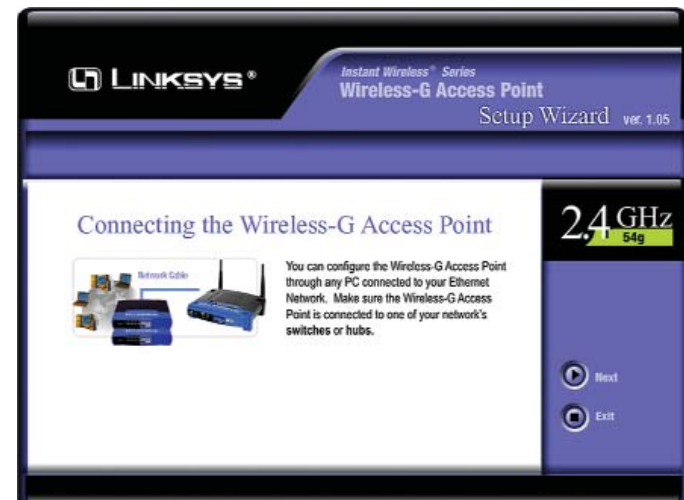 LINKSYS®
Instant Wireless® Series
Wireless-G Access Point
Setup Wizard ver. 1.05
Connecting the Wireless-G Access Point
2.4 GHz
54g
Network Cable
You can configure the Wireless-G Access Point
through any PC connected to your Ethernet
Network. Make sure the Wireless-G Access
Point is connected to one of your network's
switches or hubs.
Next
Exit